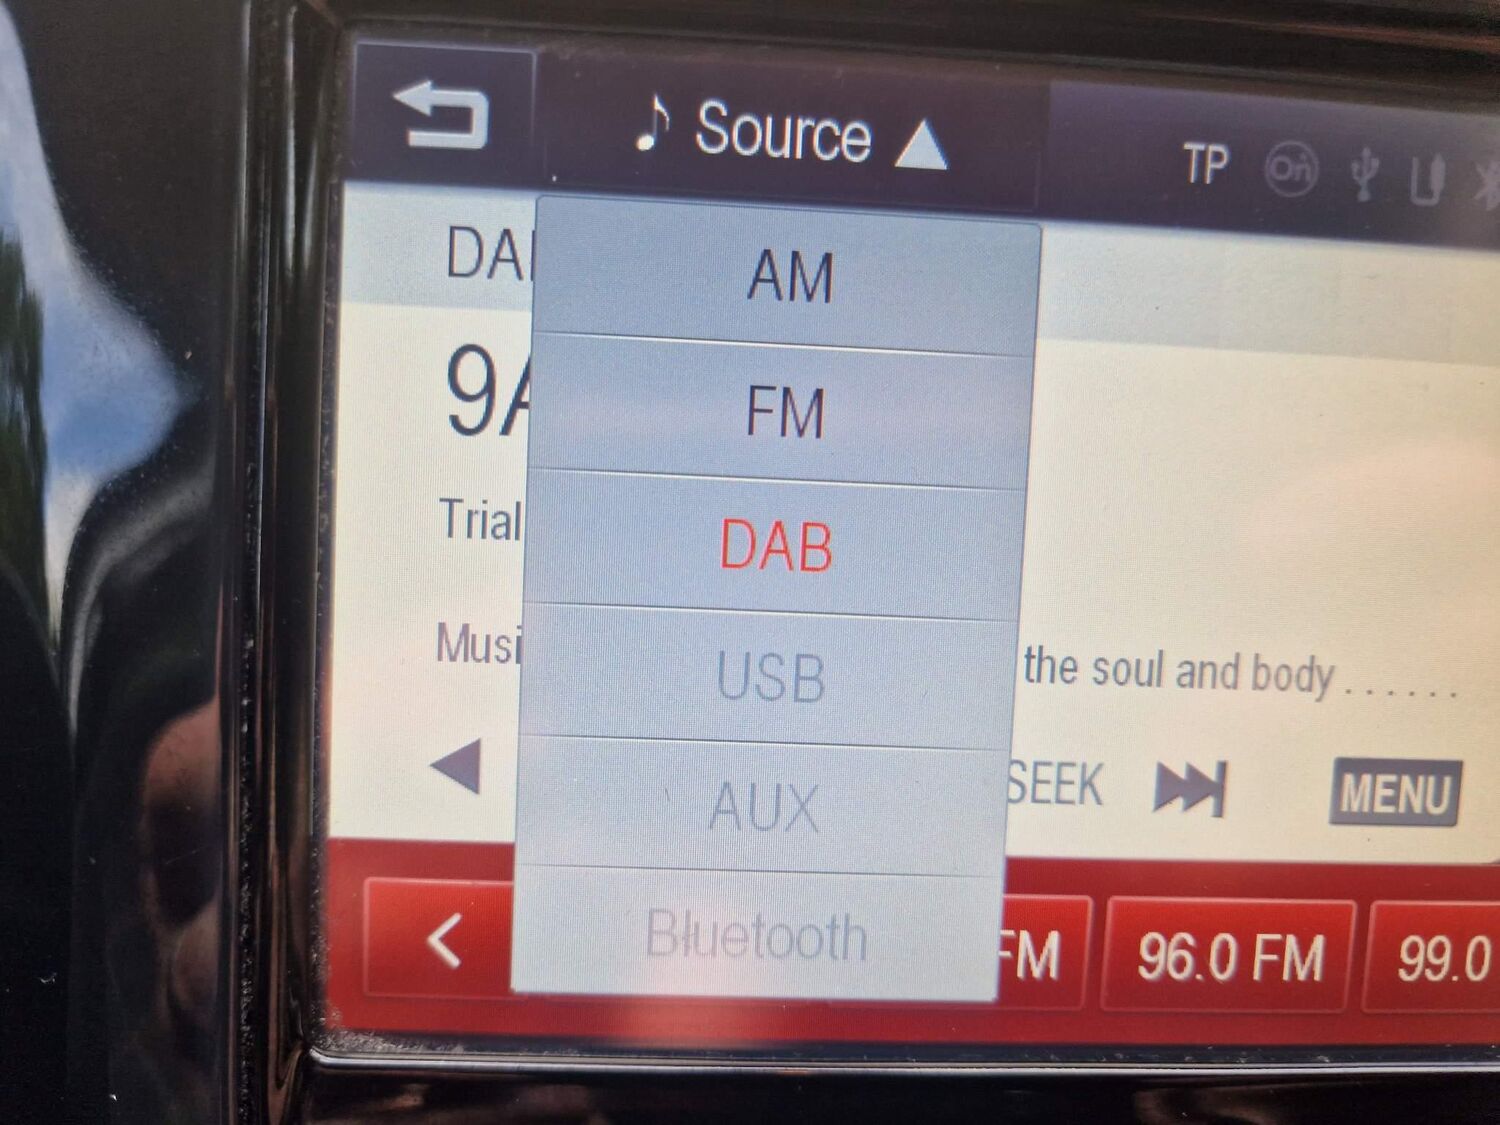 Source
TP
DA
AM
9A
FM
Trial
DAB
Musi
the soul and body ......
USB
SEEK
MENU
AUX
Bluetooth
FM
96.0 FM
99.0